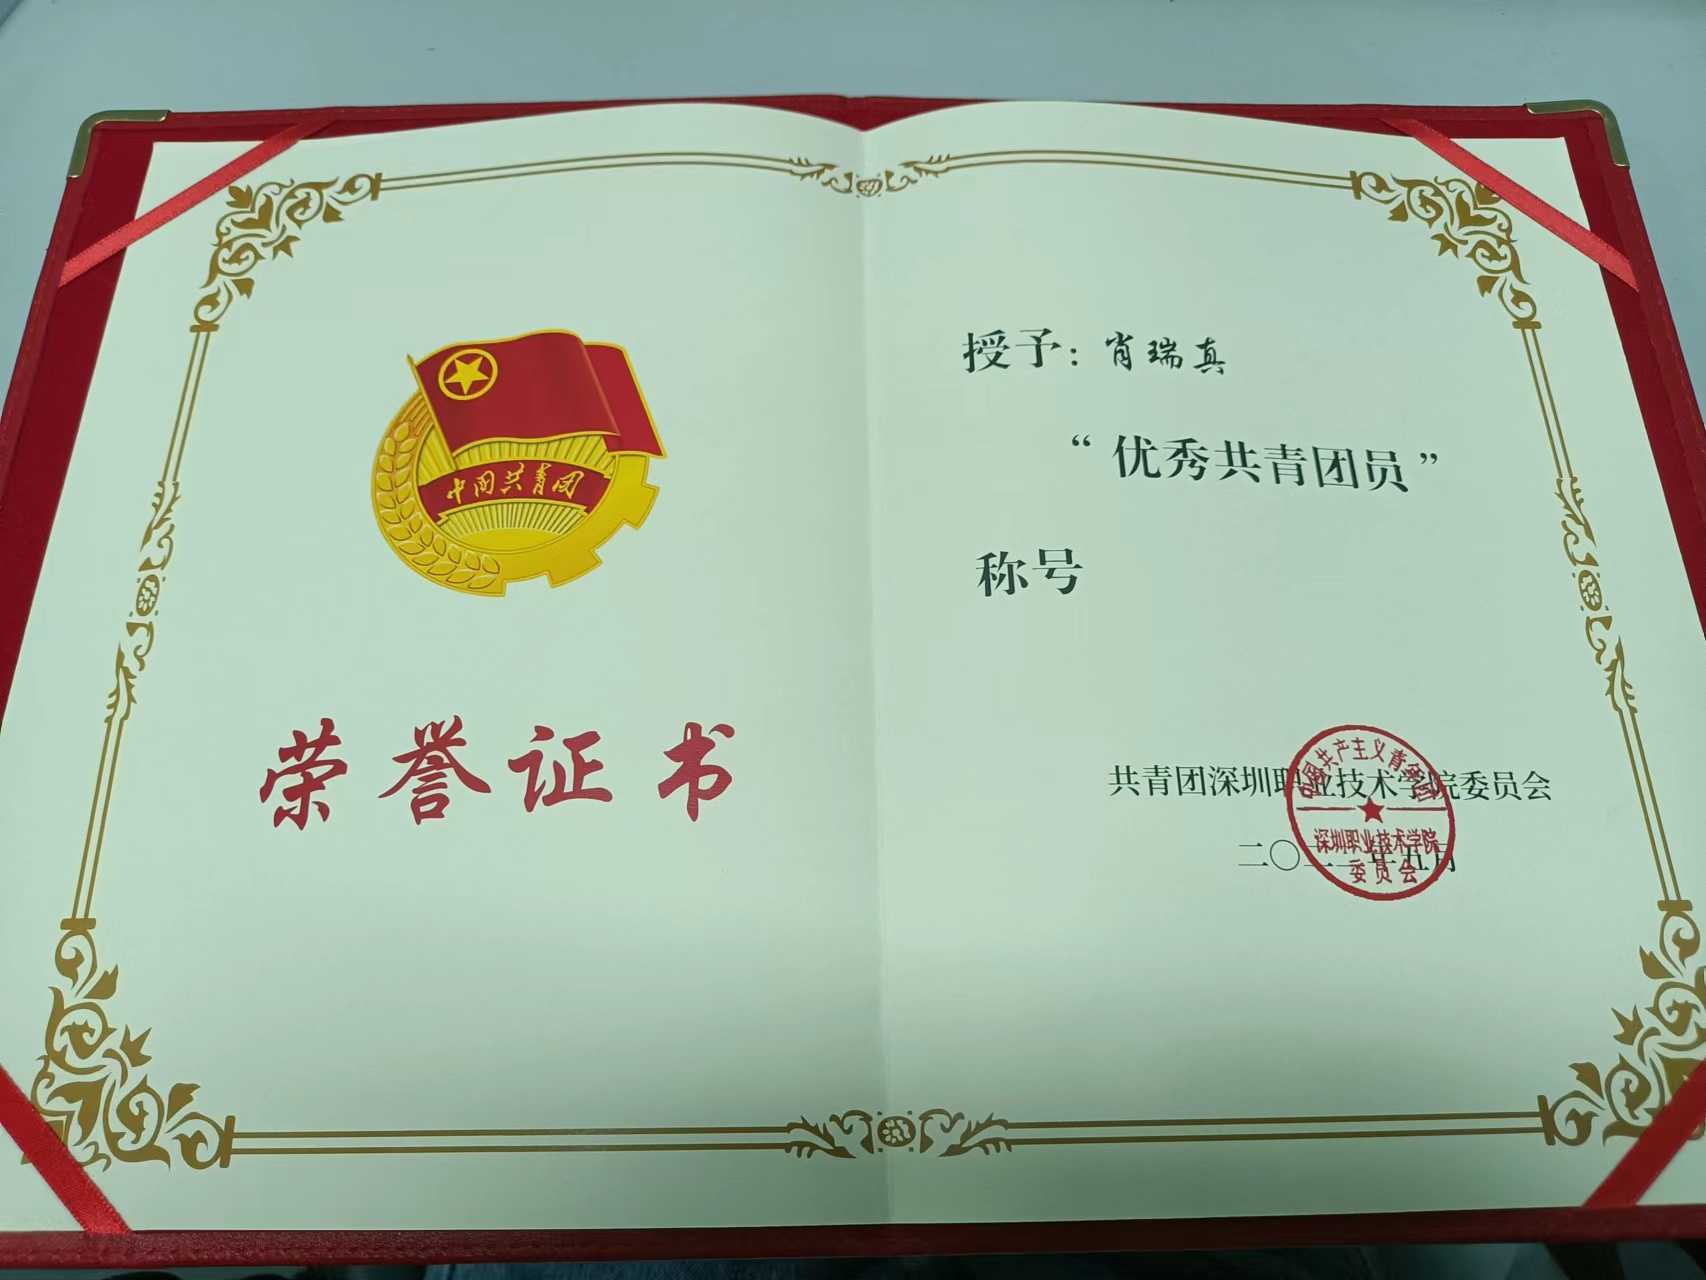 中国共青团
荣誉证书
授予：肖瑞真
“优秀共青团员”
称号
共青团深圳职业技术学院委员会
二〇二二年五月
中国共产主义青年团
深圳职业技术学院
委员会